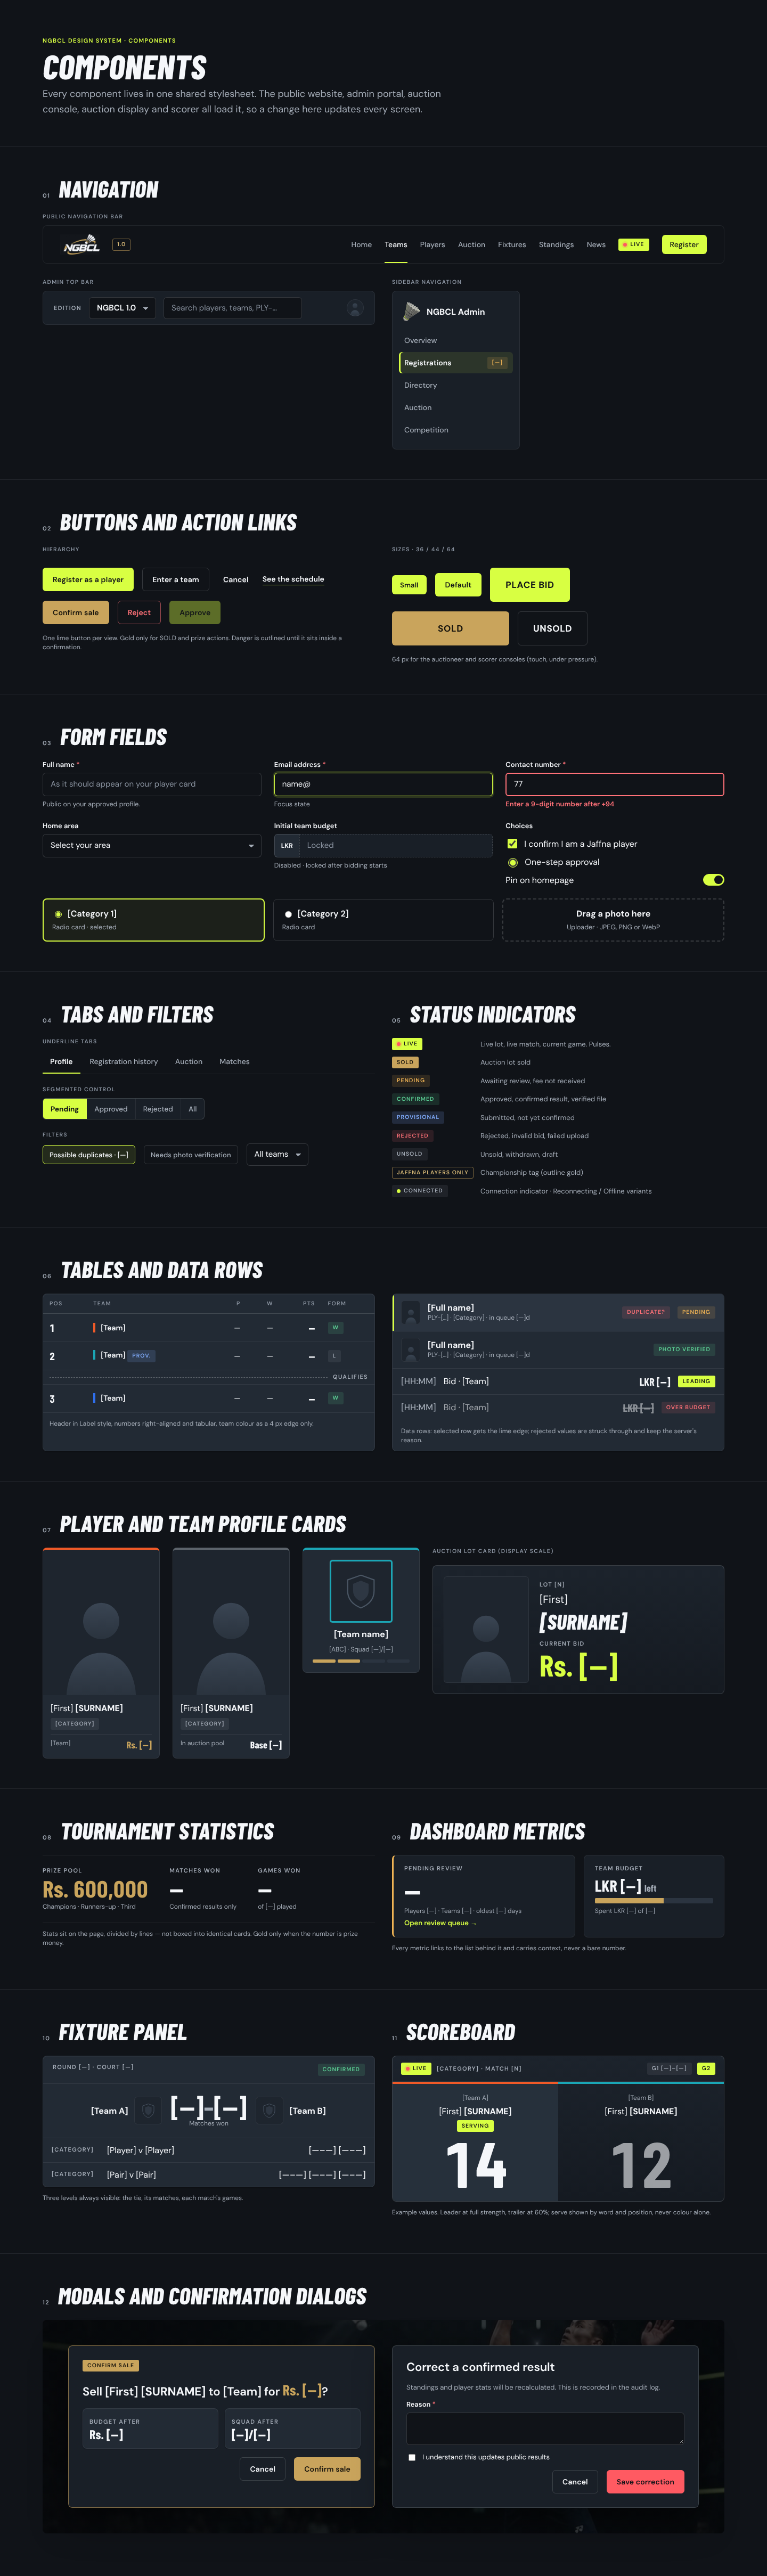 NGBCL DESIGN SYSTEM · COMPONENTS
COMPONENTS
Every component lives in one shared stylesheet. The public website, admin portal, auction
console, auction display and scorer all load it, so a change here updates every screen.
01 NAVIGATION
PUBLIC NAVIGATION BAR
NGBCL 1.0 Home Teams Players Auction Fixtures Standings News LIVE Register
ADMIN TOP BAR
EDITION NGBCL 1.0 Search players, teams, PLY-...
SIDEBAR NAVIGATION
NGBCL Admin
Overview
Registrations [—]
Directory
Auction
Competition
02 BUTTONS AND ACTION LINKS
HIERARCHY
Register as a player Enter a team Cancel See the schedule
Confirm sale Reject Approve
One lime button per view. Gold only for SOLD and prize actions. Danger is outlined until it sits inside a
confirmation.
SIZES · 36 / 44 / 64
Small Default PLACE BID
SOLD UNSOLD
64 px for the auctioneer and scorer consoles (touch, under pressure).
03 FORM FIELDS
Full name * Email address * Contact number *
As it should appear on your player card name@ 77
Public on your approved profile. Focus state Enter a 9-digit number after +94
Home area Initial team budget Choices
Select your area LKR Locked I confirm I am a Jaffna player
Disabled · locked after bidding starts One-step approval
Pin on homepage
[Category 1] [Category 2] Drag a photo here
Radio card · selected Radio card Uploader · JPEG, PNG or WebP
04 TABS AND FILTERS
UNDERLINE TABS
Profile Registration history Auction Matches
SEGMENTED CONTROL
Pending Approved Rejected All
FILTERS
Possible duplicates · [—] Needs photo verification All teams
05 STATUS INDICATORS
LIVE Live lot, live match, current game. Pulses.
SOLD Auction lot sold
PENDING Awaiting review, fee not received
CONFIRMED Approved, confirmed result, verified file
PROVISIONAL Submitted, not yet confirmed
REJECTED Rejected, invalid bid, failed upload
UNSOLD Unsold, withdrawn, draft
JAFFNA PLAYERS ONLY Championship tag (outline gold)
CONNECTED Connection indicator · Reconnecting / Offline variants
06 TABLES AND DATA ROWS
POS TEAM P W PTS FORM
1 [Team] — — — W
2 [Team] PROV. — — — L
QUALIFIES
3 [Team] — — — W
Header in Label style, numbers right-aligned and tabular, team colour as a 4 px edge only.
[Full name] DUPLICATE? PENDING
PLY-[...] · [Category] · in queue [—]d
[Full name] PHOTO VERIFIED
PLY-[...] · [Category] · in queue [—]d
[HH:MM] Bid · [Team] LKR [—] LEADING
[HH:MM] Bid · [Team] LKR [—] OVER BUDGET
Data rows: selected row gets the lime edge; rejected values are struck through and keep the server's
reason.
07 PLAYER AND TEAM PROFILE CARDS
[First] [SURNAME]
[CATEGORY]
[Team] Rs. [—]
[First] [SURNAME]
[CATEGORY]
In auction pool Base [—]
[Team name]
[ABC] · Squad [—]/[—]
AUCTION LOT CARD (DISPLAY SCALE)
LOT [N]
[First]
[SURNAME]
CURRENT BID
Rs. [—]
08 TOURNAMENT STATISTICS
PRIZE POOL MATCHES WON GAMES WON
Rs. 600,000 — —
Champions · Runners-up · Third Confirmed results only of [—] played
Stats sit on the page, divided by lines — not boxed into identical cards. Gold only when the number is prize
money.
09 DASHBOARD METRICS
PENDING REVIEW
—
Players [—] · Teams [—] · oldest [—] days
Open review queue →
TEAM BUDGET
LKR [—] left
Spent LKR [—] of [—]
Every metric links to the list behind it and carries context, never a bare number.
10 FIXTURE PANEL
ROUND [—] · COURT [—] CONFIRMED
[Team A] [—]–[—] [Team B]
Matches won
[CATEGORY] [Player] v [Player] [—–—] [—–—]
[CATEGORY] [Pair] v [Pair] [—–—] [—–—] [—–—]
Three levels always visible: the tie, its matches, each match's games.
11 SCOREBOARD
LIVE [CATEGORY] · MATCH [N] G1 [—]–[—] G2
[Team A] [Team B]
[First] [SURNAME] [First] [SURNAME]
SERVING
14 12
Example values. Leader at full strength, trailer at 60%; serve shown by word and position, never colour alone.
12 MODALS AND CONFIRMATION DIALOGS
CONFIRM SALE
Sell [First] [SURNAME] to [Team] for Rs. [—]?
BUDGET AFTER SQUAD AFTER
Rs. [—] [—]/[—]
Cancel Confirm sale
Correct a confirmed result
Standings and player stats will be recalculated. This is recorded in the audit log.
Reason *
I understand this updates public results
Cancel Save correction